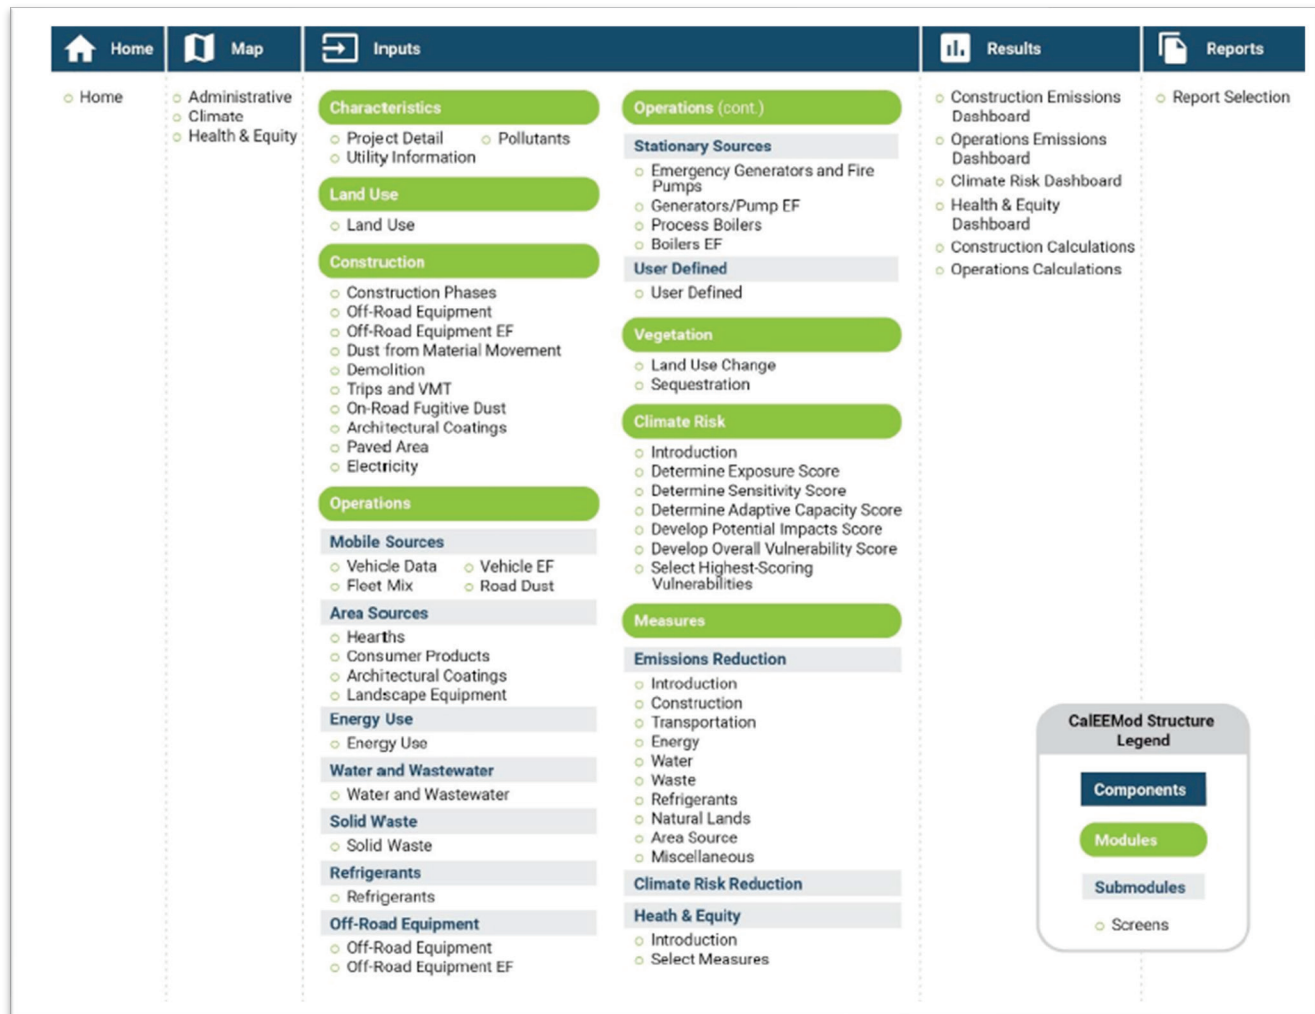 Home
Map
Inputs
Results
Reports
Home
Administrative
Climate
Health & Equity
Characteristics
Project Detail
Pollutants
Utility Information
Land Use
Land Use
Construction
Construction Phases
Off-Road Equipment
Off-Road Equipment EF
Dust from Material Movement
Demolition
Trips and VMT
On-Road Fugitive Dust
Architectural Coatings
Paved Area
Electricity
Operations
Mobile Sources
Vehicle Data
Vehicle EF
Fleet Mix
Road Dust
Area Sources
Hearths
Consumer Products
Architectural Coatings
Landscape Equipment
Energy Use
Energy Use
Water and Wastewater
Water and Wastewater
Solid Waste
Solid Waste
Refrigerants
Refrigerants
Off-Road Equipment
Off-Road Equipment
Off-Road Equipment EF
Operations (cont.)
Stationary Sources
Emergency Generators and Fire
Pumps
Generators/Pump EF
Process Boilers
Boilers EF
User Defined
User Defined
Vegetation
Land Use Change
Sequestration
Climate Risk
Introduction
Determine Exposure Score
Determine Sensitivity Score
Determine Adaptive Capacity Score
Develop Potential Impacts Score
Develop Overall Vulnerability Score
Select Highest-Scoring
Vulnerabilities
Measures
Emissions Reduction
Introduction
Construction
Transportation
Energy
Water
Waste
Refrigerants
Natural Lands
Area Source
Miscellaneous
Climate Risk Reduction
Heath & Equity
Introduction
Select Measures
Construction Emissions
Dashboard
Operations Emissions
Dashboard
Climate Risk Dashboard
Health & Equity
Dashboard
Construction Calculations
Operations Calculations
Report Selection
CalEEMod Structure
Legend
Components
Modules
Submodules
Screens